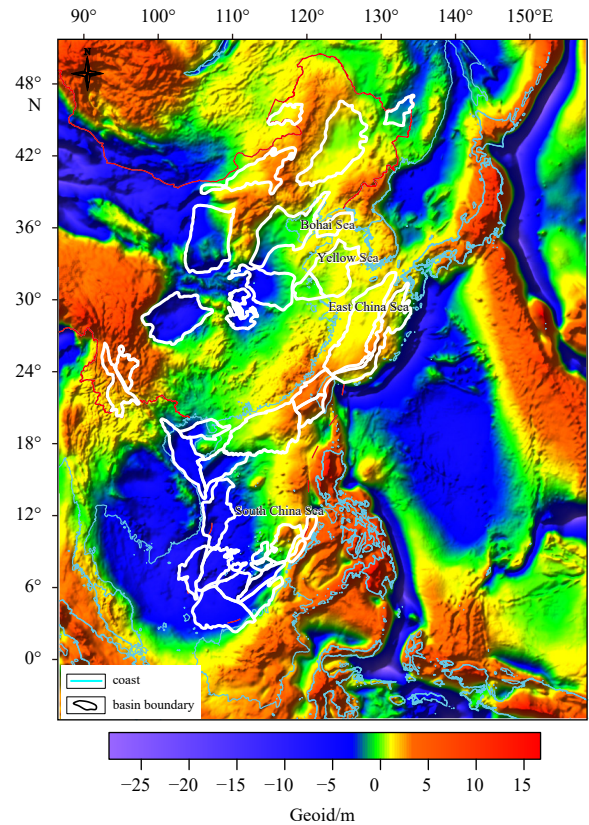 90° 100° 110° 120° 130° 150°E
N
48°
N
42°
36°
30°
24°
18°
12°
6°
0°
Bohai Sea
Yellow Sea
East China Sea
South China Sea
coast
basin boundary
−25 −20 −15 −10 −5 0 5 10 15
Geoid/m